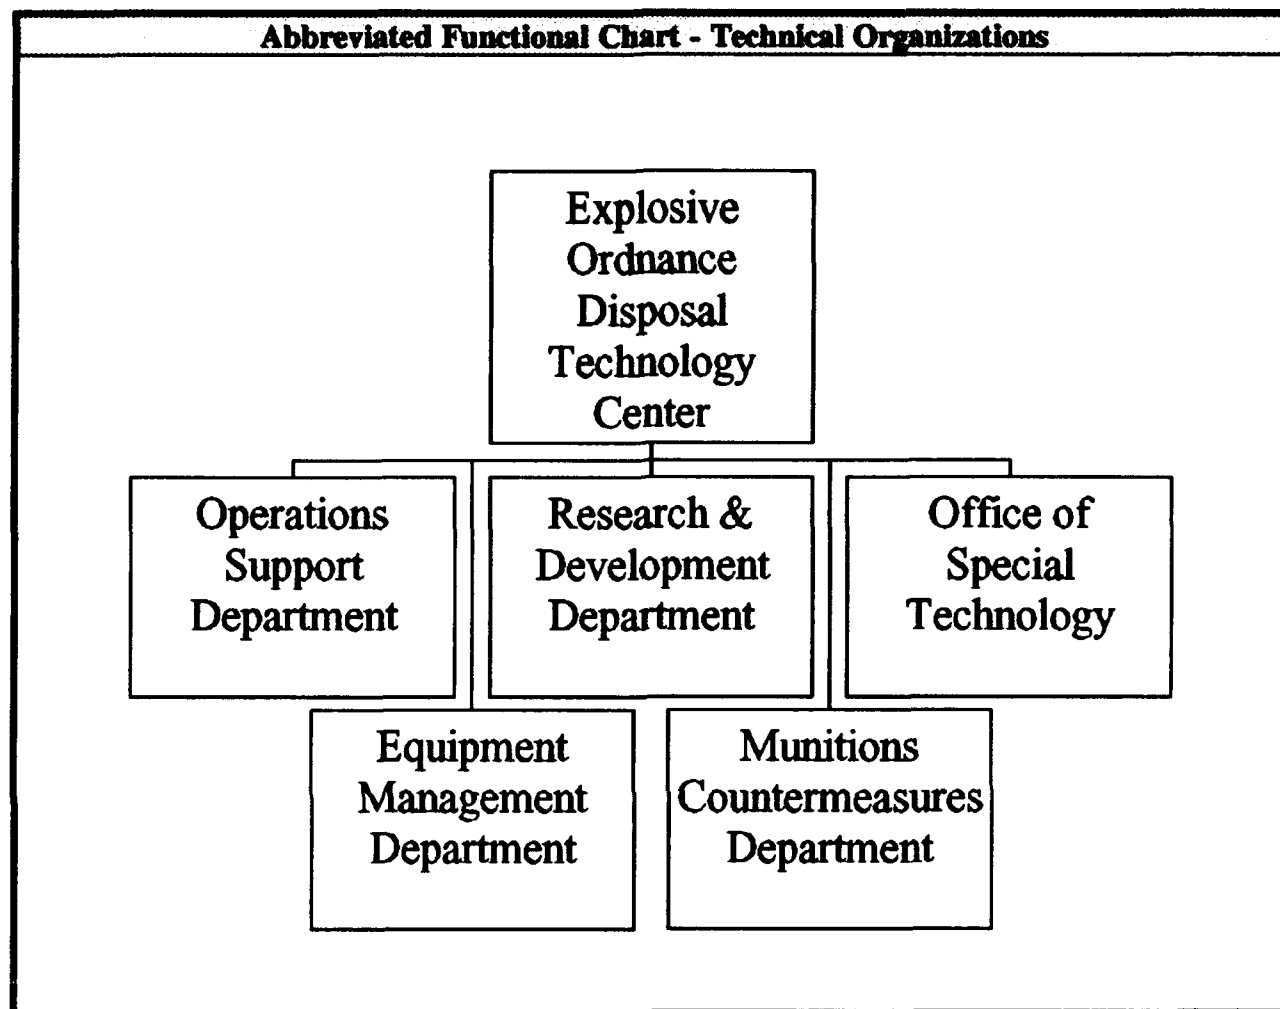 Abbreviated Functional Chart - Technical Organizations
Explosive
Ordnance
Disposal
Technology
Center
Operations
Support
Department
Research &
Development
Department
Office of
Special
Technology
Equipment
Management
Department
Munitions
Countermeasures
Department